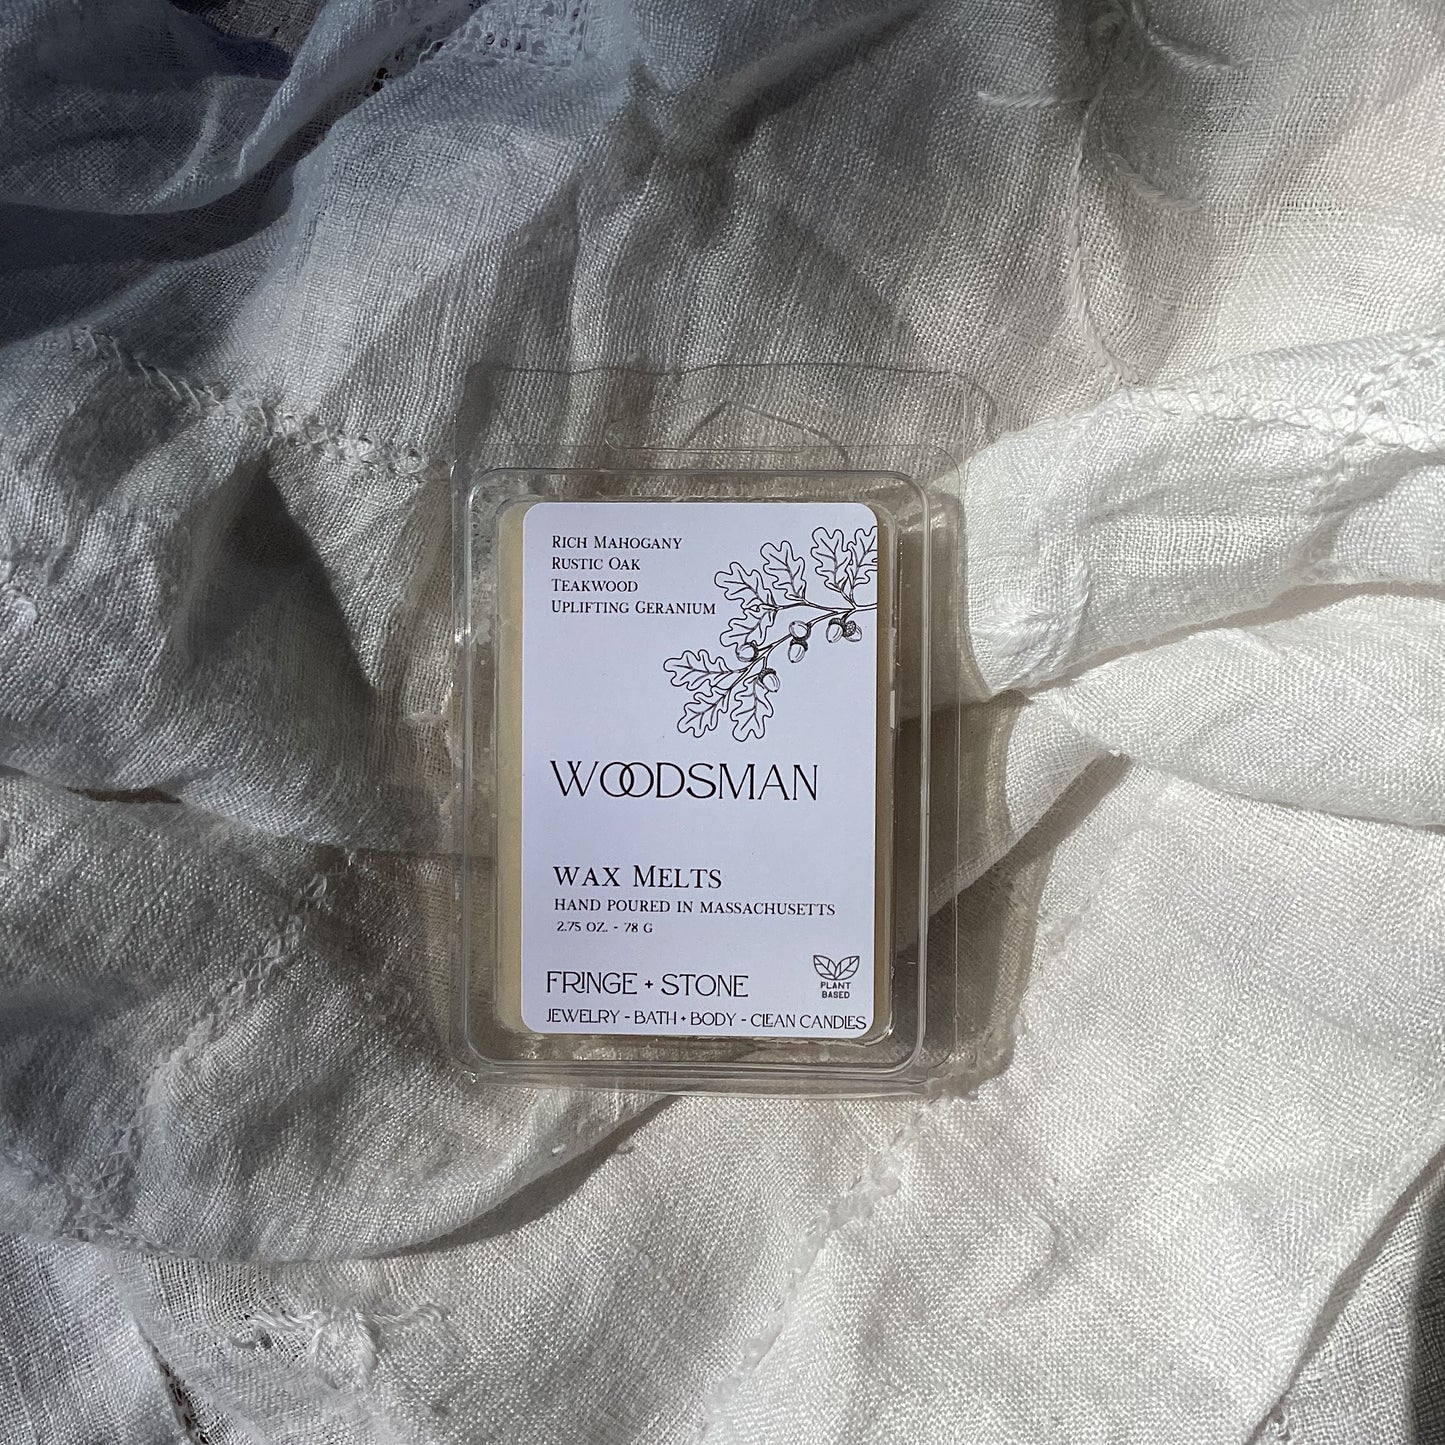 Rich Mahogany
Rustic Oak
Teakwood
Uplifting Geranium
WOODSMAN
wax Melts
hand poured in massachusetts
2.75 oz. - 78 g
FRINGE + STONE
PLANT
BASED
JEWELRY - BATH + BODY - CLEAN CANDLES